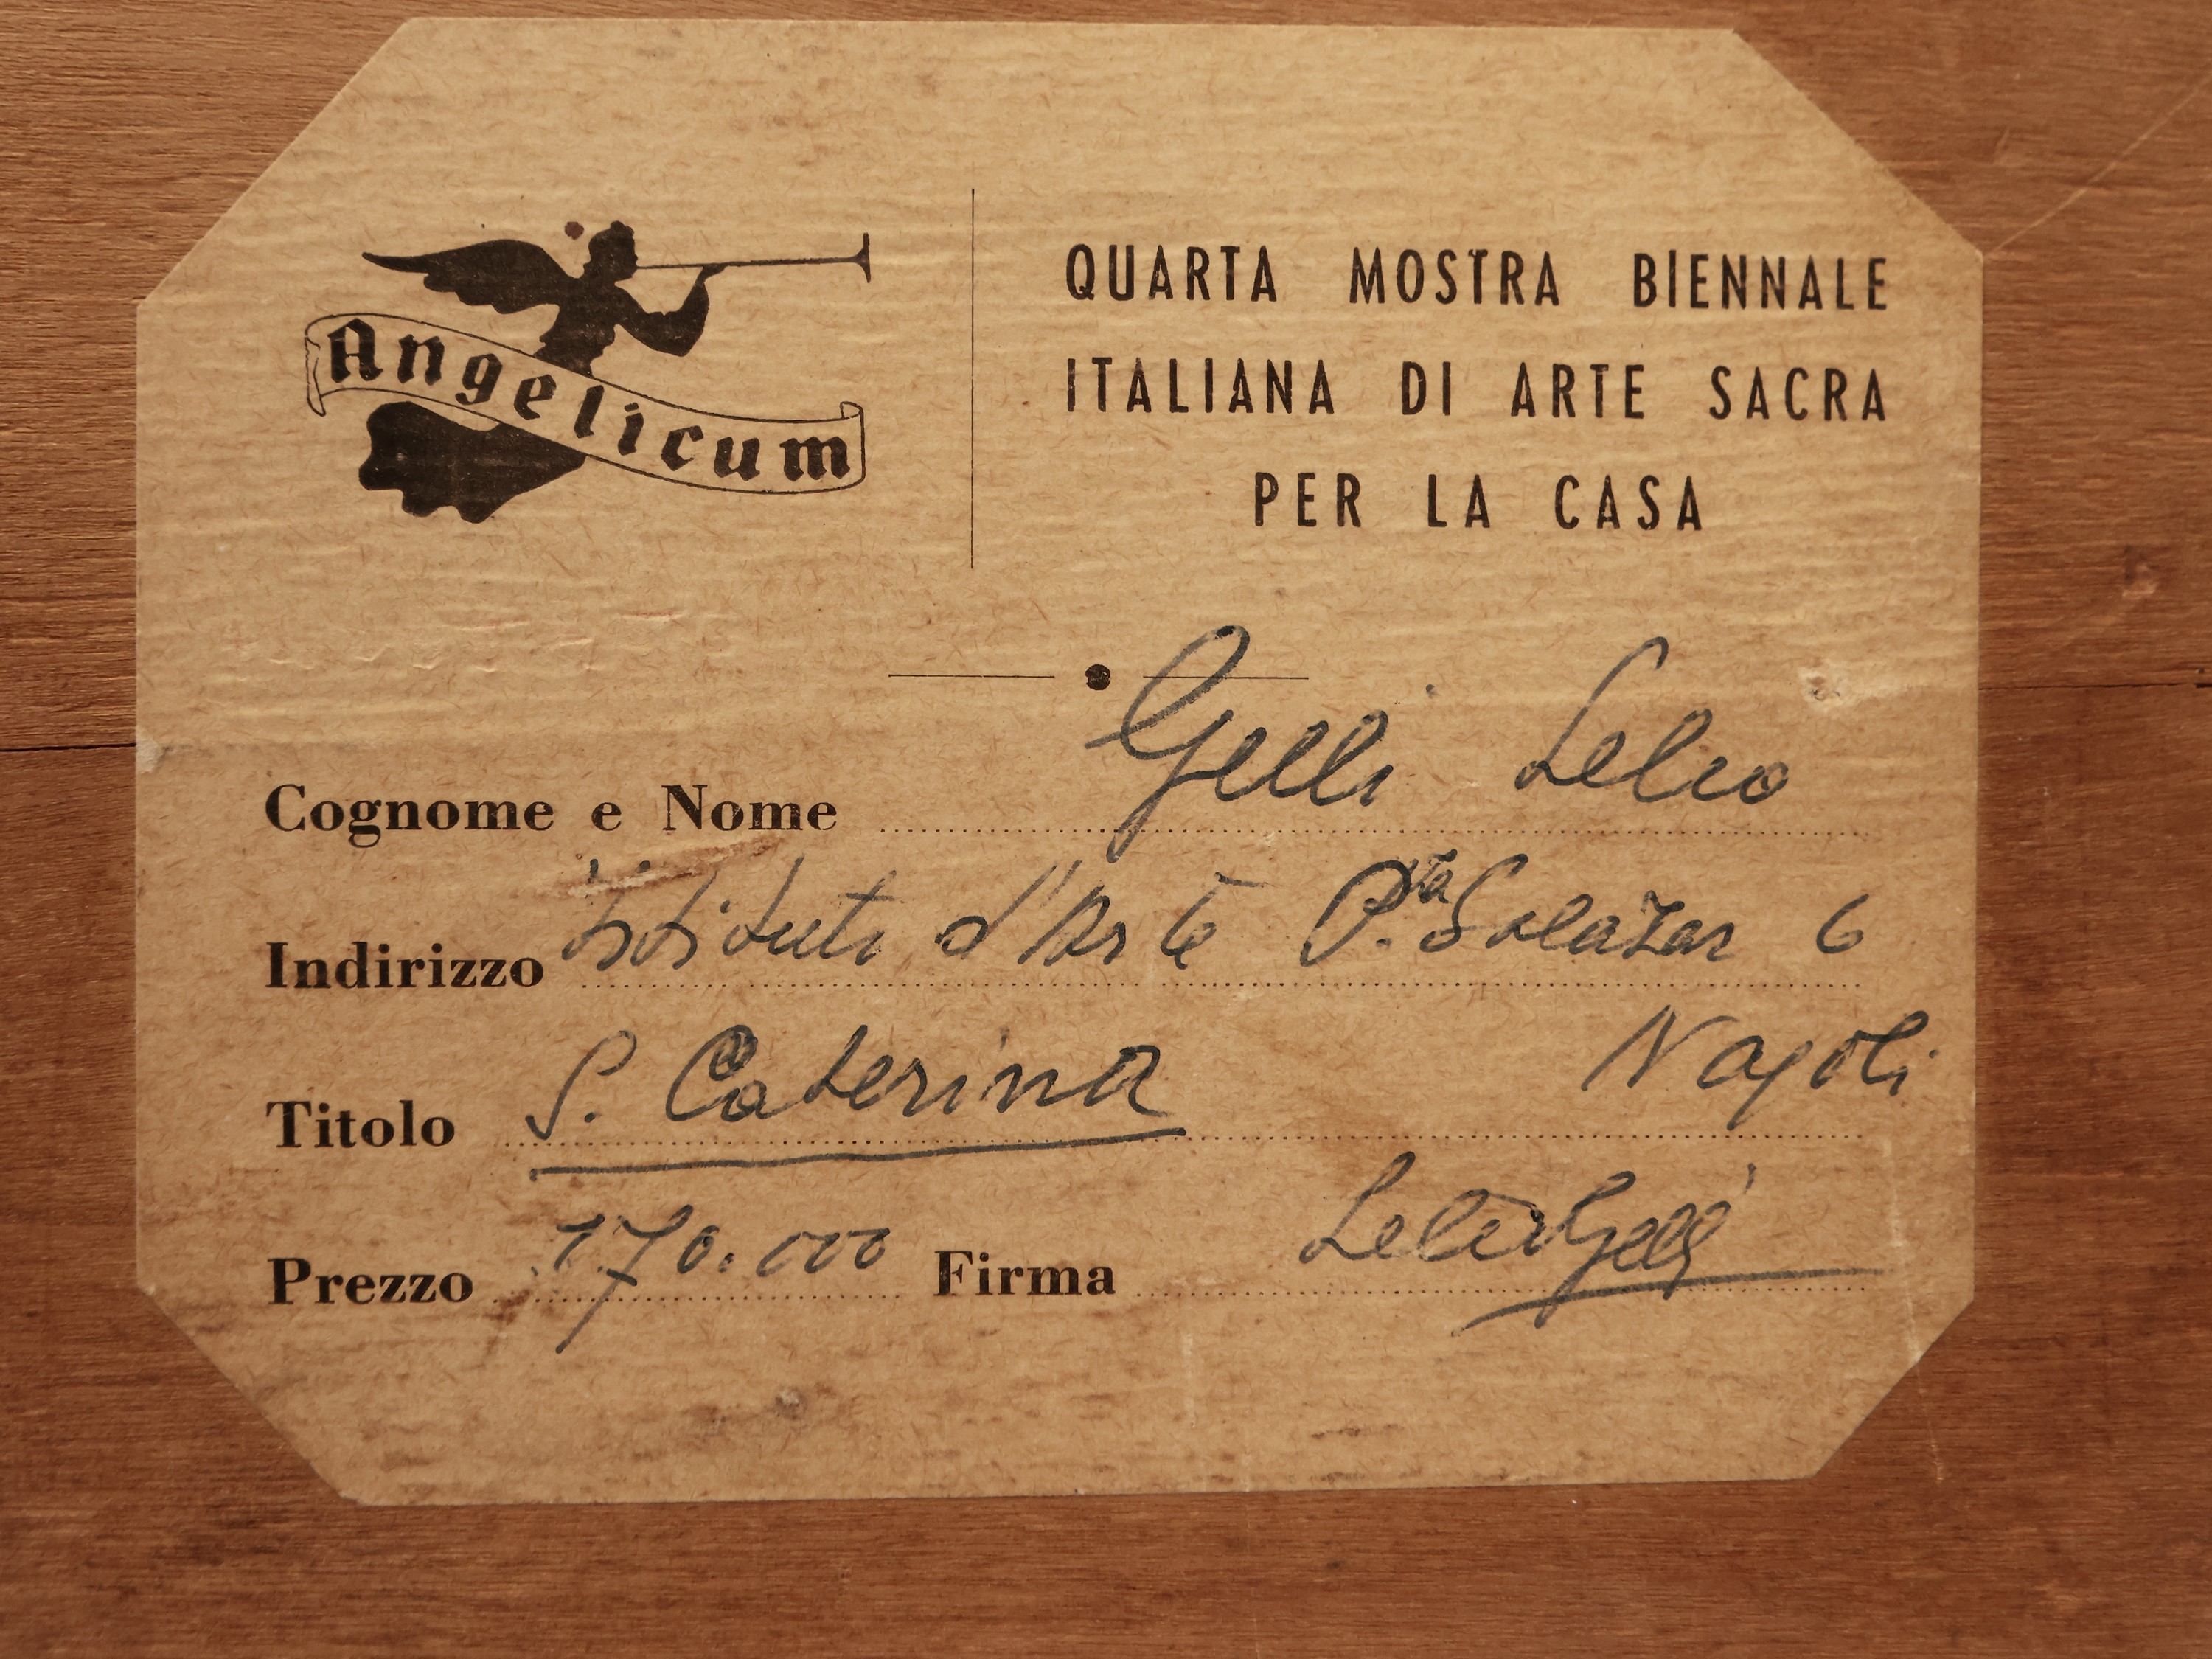 Angelicum
QUARTA MOSTRA BIENNALE
ITALIANA DI ARTE SACRA
PER LA CASA
Cognome e Nome Gelli Lelio
Indirizzo Istituto d'Arte P.ta Salazar 6
Napoli
Titolo S. Caterina
Prezzo 170.000 Firma Lelio Gelli